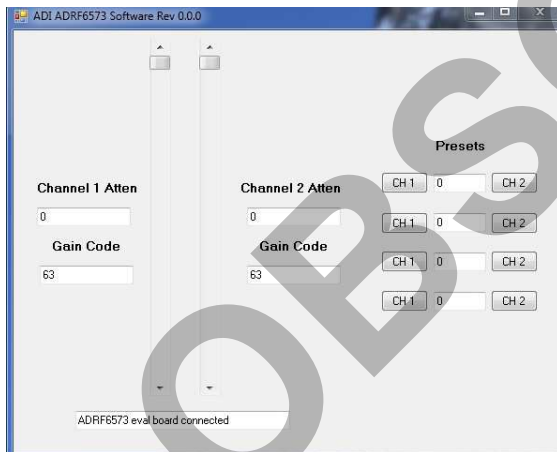 ADI ADRF6573 Software Rev 0.0.0
Presets
Channel 1 Atten
Channel 2 Atten
CH 1 0 CH 2
0
0
CH 1 0 CH 2
Gain Code
Gain Code
CH 1 0 CH 2
63
63
CH 1 0 CH 2
ADRF6573 eval board connected
OBS